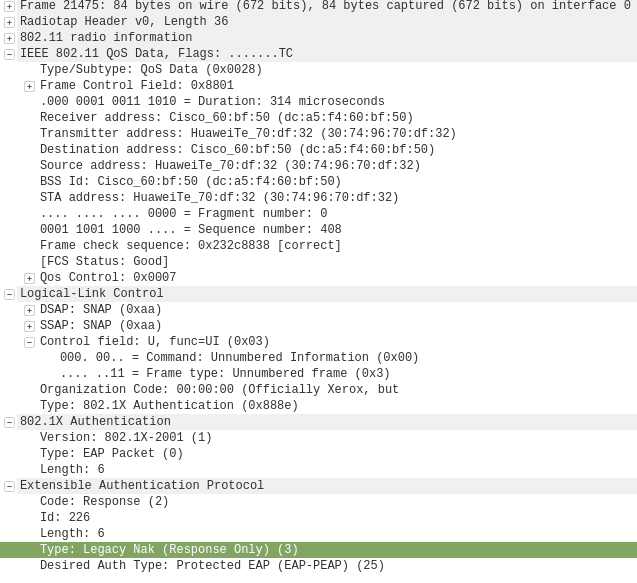 Frame 21475: 84 bytes on wire (672 bits), 84 bytes captured (672 bits) on interface 0
Radiotap Header v0, Length 36
802.11 radio information
IEEE 802.11 QoS Data, Flags: .......TC
Type/Subtype: QoS Data (0x0028)
Frame Control Field: 0x8801
.000 0001 0011 1010 = Duration: 314 microseconds
Receiver address: Cisco_60:bf:50 (dc:a5:f4:60:bf:50)
Transmitter address: HuaweiTe_70:df:32 (30:74:96:70:df:32)
Destination address: Cisco_60:bf:50 (dc:a5:f4:60:bf:50)
Source address: HuaweiTe_70:df:32 (30:74:96:70:df:32)
BSS Id: Cisco_60:bf:50 (dc:a5:f4:60:bf:50)
STA address: HuaweiTe_70:df:32 (30:74:96:70:df:32)
.... .... .... 0000 = Fragment number: 0
0001 1001 1000 .... = Sequence number: 408
Frame check sequence: 0x232c8838 [correct]
[FCS Status: Good]
Qos Control: 0x0007
Logical-Link Control
DSAP: SNAP (0xaa)
SSAP: SNAP (0xaa)
Control field: U, func=UI (0x03)
000. 00.. = Command: Unnumbered Information (0x00)
.... ..11 = Frame type: Unnumbered frame (0x3)
Organization Code: 00:00:00 (Officially Xerox, but
Type: 802.1X Authentication (0x888e)
802.1X Authentication
Version: 802.1X-2001 (1)
Type: EAP Packet (0)
Length: 6
Extensible Authentication Protocol
Code: Response (2)
Id: 226
Length: 6
Type: Legacy Nak (Response Only) (3)
Desired Auth Type: Protected EAP (EAP-PEAP) (25)